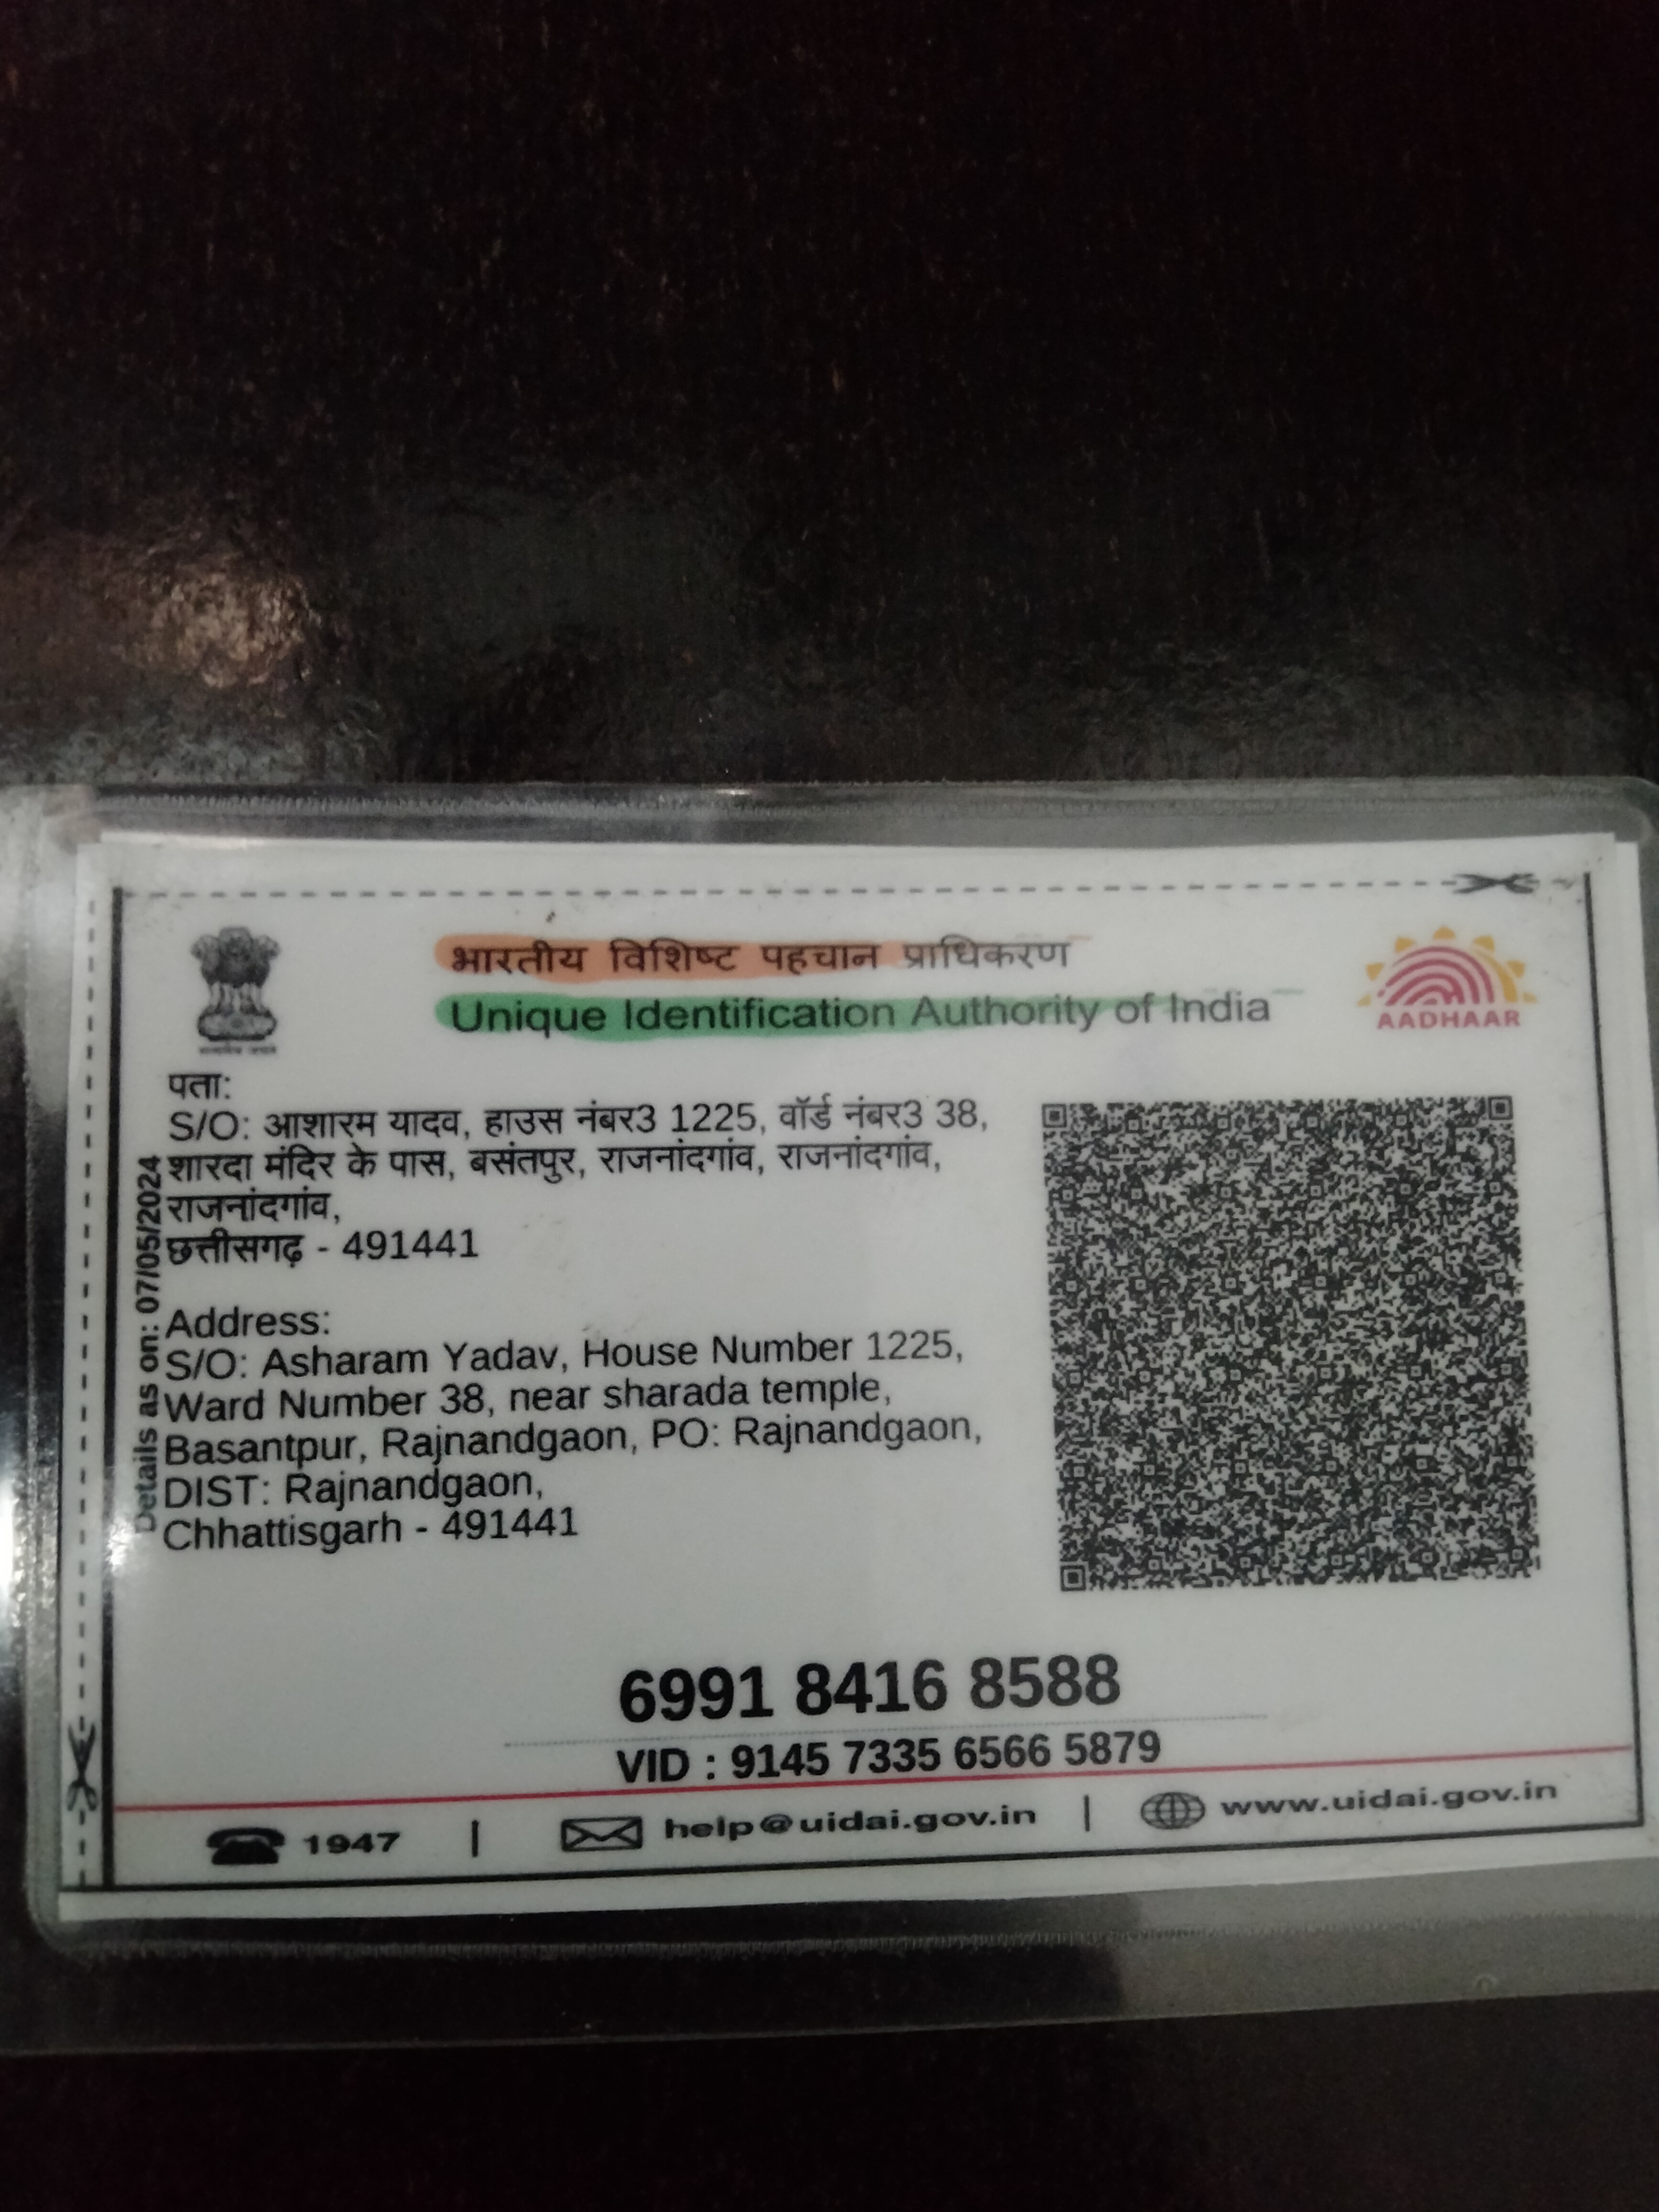 भारतीय विशिष्ट पहचान प्राधिकरण
Unique Identification Authority of India
AADHAAR
पता:
S/O: आशारम यादव, हाउस नंबर3 1225, वॉर्ड नंबर3 38,
शारदा मंदिर के पास, बसंतपुर, राजनांदगांव, राजनांदगांव,
राजनांदगांव,
छत्तीसगढ़ - 491441
Details as on: 07/05/2024
Address:
S/O: Asharam Yadav, House Number 1225,
Ward Number 38, near sharada temple,
Basantpur, Rajnandgaon, PO: Rajnandgaon,
DIST: Rajnandgaon,
Chhattisgarh - 491441
6991 8416 8588
VID : 9145 7335 6566 5879
1947 | help@uidai.gov.in | www.uidai.gov.in